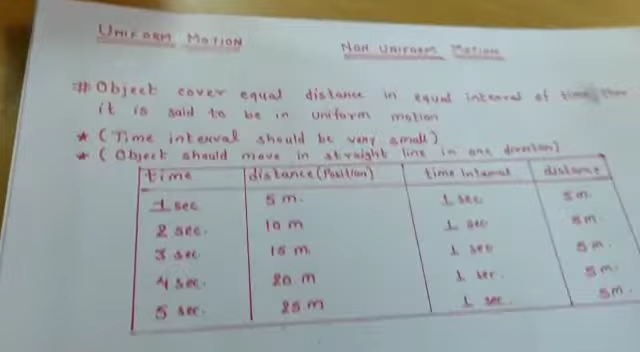 UNIFORM MOTION
NON UNIFORM MOTION
# Object cover equal distance in equal interval of time, then
it is said to be in uniform motion
* (Time interval should be very small)
* (Object should move in straight line in one direction)
time distance (Position) time Interval distance
1 sec 5 m. 1 sec 5 m.
2 sec. 10 m 1 sec 5 m.
3 sec. 15 m 1 sec 5 m.
4 sec. 20 m 1 sec. 5 m.
5 sec. 25 m 1 sec. 5 m.